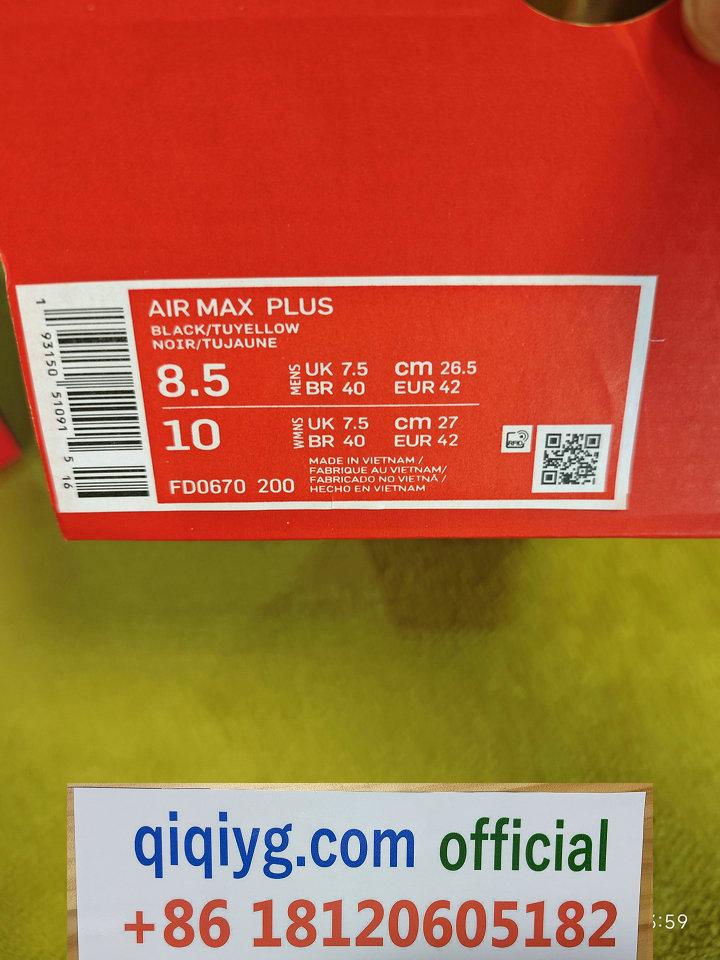 AIR MAX PLUS
BLACK/TUYELLOW
NOIR/TUJAUNE
8.5 MENS UK 7.5 cm 26.5
BR 40 EUR 42
10 WMNS UK 7.5 cm 27
BR 40 EUR 42
MADE IN VIETNAM /
FABRIQUE AU VIETNAM/
FABRICADO NO VIETNÃ /
HECHO EN VIETNAM
FD0670 200
1 93150 51091 5 16
qiqiyg.com official
+86 18120605182
:59